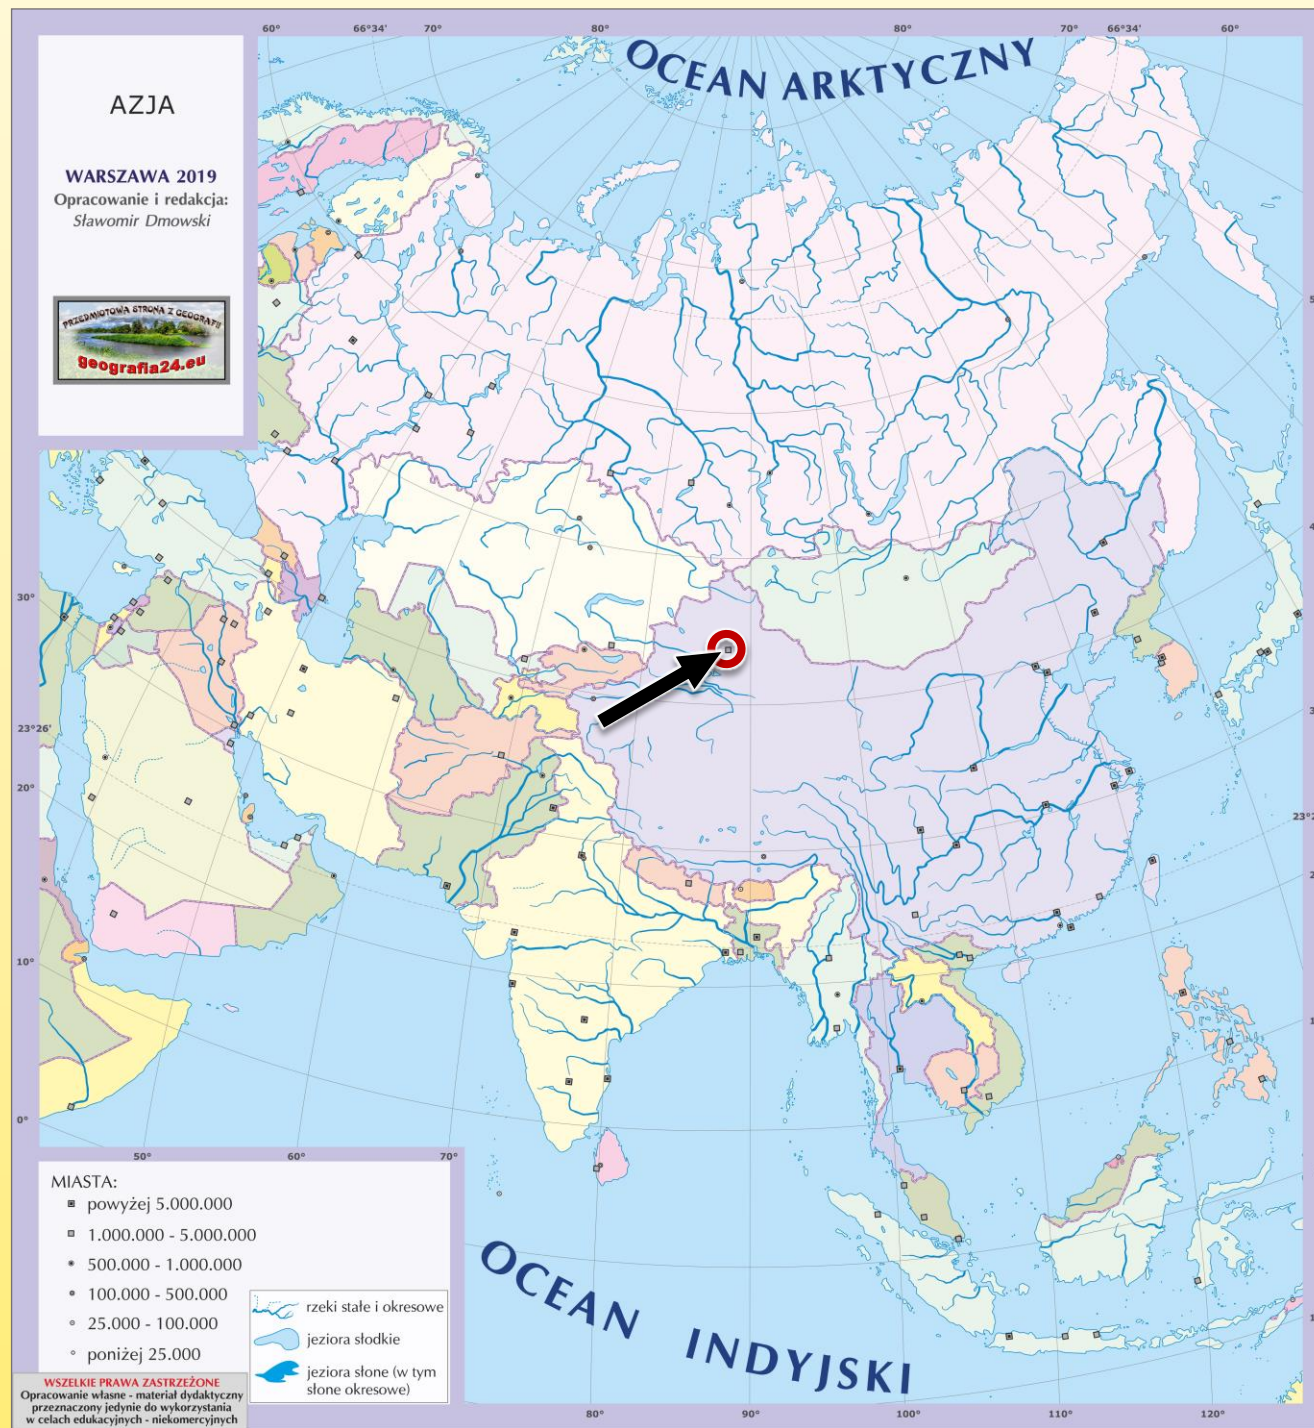 60°
66°34'
70°
80°
80°
70°
66°34'
60°
OCEAN ARKTYCZNY
AZJA
WARSZAWA 2019
Opracowanie i redakcja:
Sławomir Dmowski
PRZEDMIOTOWA STRONA Z GEOGRAFII
geografia24.eu
30°
23°26'
20°
10°
0°
50°
60°
70°
MIASTA:
powyżej 5.000.000
1.000.000 - 5.000.000
500.000 - 1.000.000
100.000 - 500.000
25.000 - 100.000
poniżej 25.000
rzeki stałe i okresowe
jeziora słodkie
jeziora słone (w tym
słone okresowe)
WSZELKIE PRAWA ZASTRZEŻONE
Opracowanie własne - materiał dydaktyczny
przeznaczony jedynie do wykorzystania
w celach edukacyjnych - niekomercyjnych
OCEAN INDYJSKI
80°
90°
100°
110°
120°